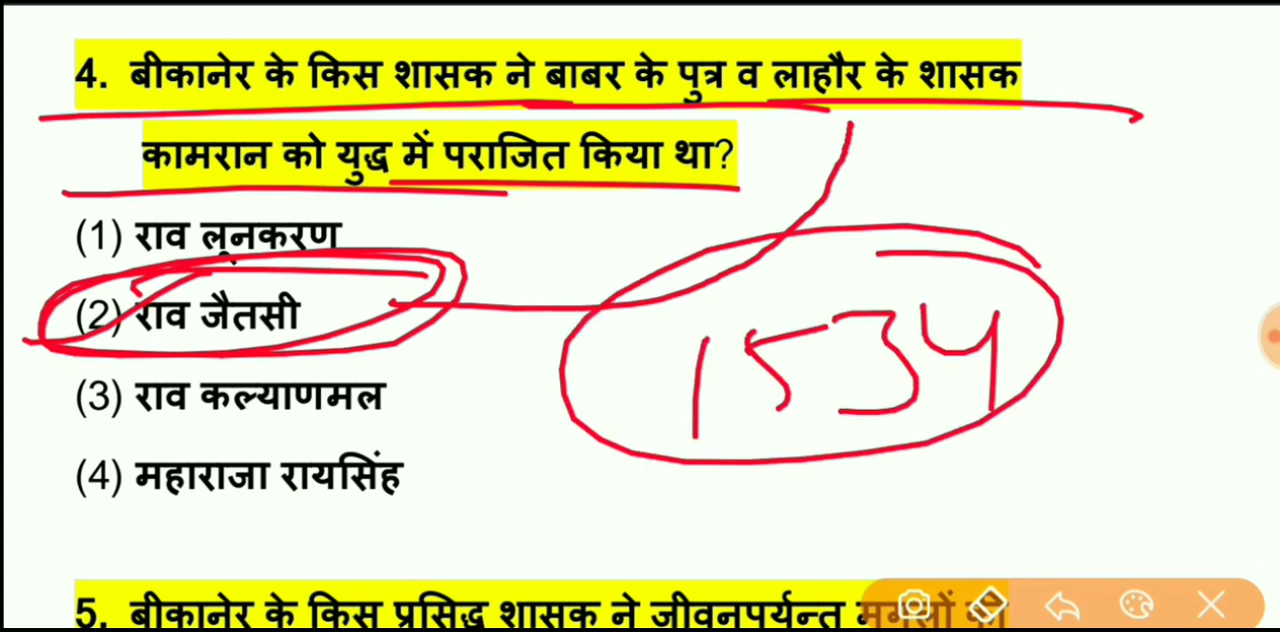 4. बीकानेर के किस शासक ने बाबर के पुत्र व लाहौर के शासक
कामरान को युद्ध में पराजित किया था?
(1) राव लूनकरण
(2) राव जैतसी
(3) राव कल्याणमल
(4) महाराजा रायसिंह
1534
5. बीकानेर के किस प्रसिद्ध शासक ने जीवनपर्यन्त